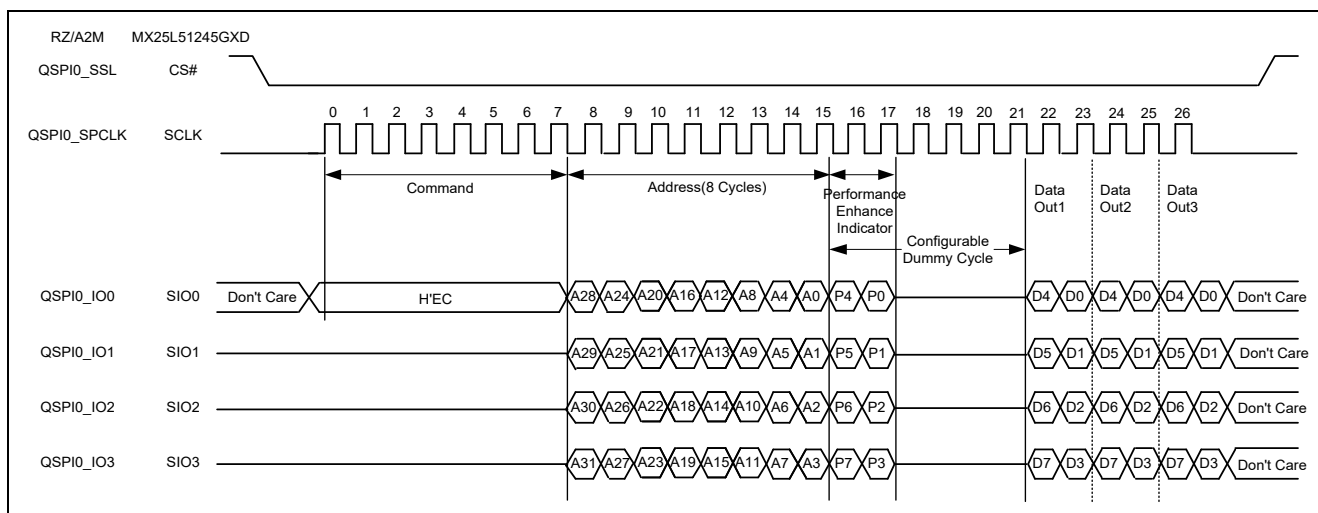 RZ/A2M MX25L51245GXD
QSPI0_SSL CS#
0 1 2 3 4 5 6 7 8 9 10 11 12 13 14 15 16 17 18 19 20 21 22 23 24 25 26
QSPI0_SPCLK SCLK
Command Address(8 Cycles) Performance Enhance Indicator Data Out1 Data Out2 Data Out3
Configurable Dummy Cycle
QSPI0_IO0 SIO0 Don't Care H'EC A28 A24 A20 A16 A12 A8 A4 A0 P4 P0 D4 D0 D4 D0 D4 D0 Don't Care
QSPI0_IO1 SIO1 A29 A25 A21 A17 A13 A9 A5 A1 P5 P1 D5 D1 D5 D1 D5 D1 Don't Care
QSPI0_IO2 SIO2 A30 A26 A22 A18 A14 A10 A6 A2 P6 P2 D6 D2 D6 D2 D6 D2 Don't Care
QSPI0_IO3 SIO3 A31 A27 A23 A19 A15 A11 A7 A3 P7 P3 D7 D3 D7 D3 D7 D3 Don't Care